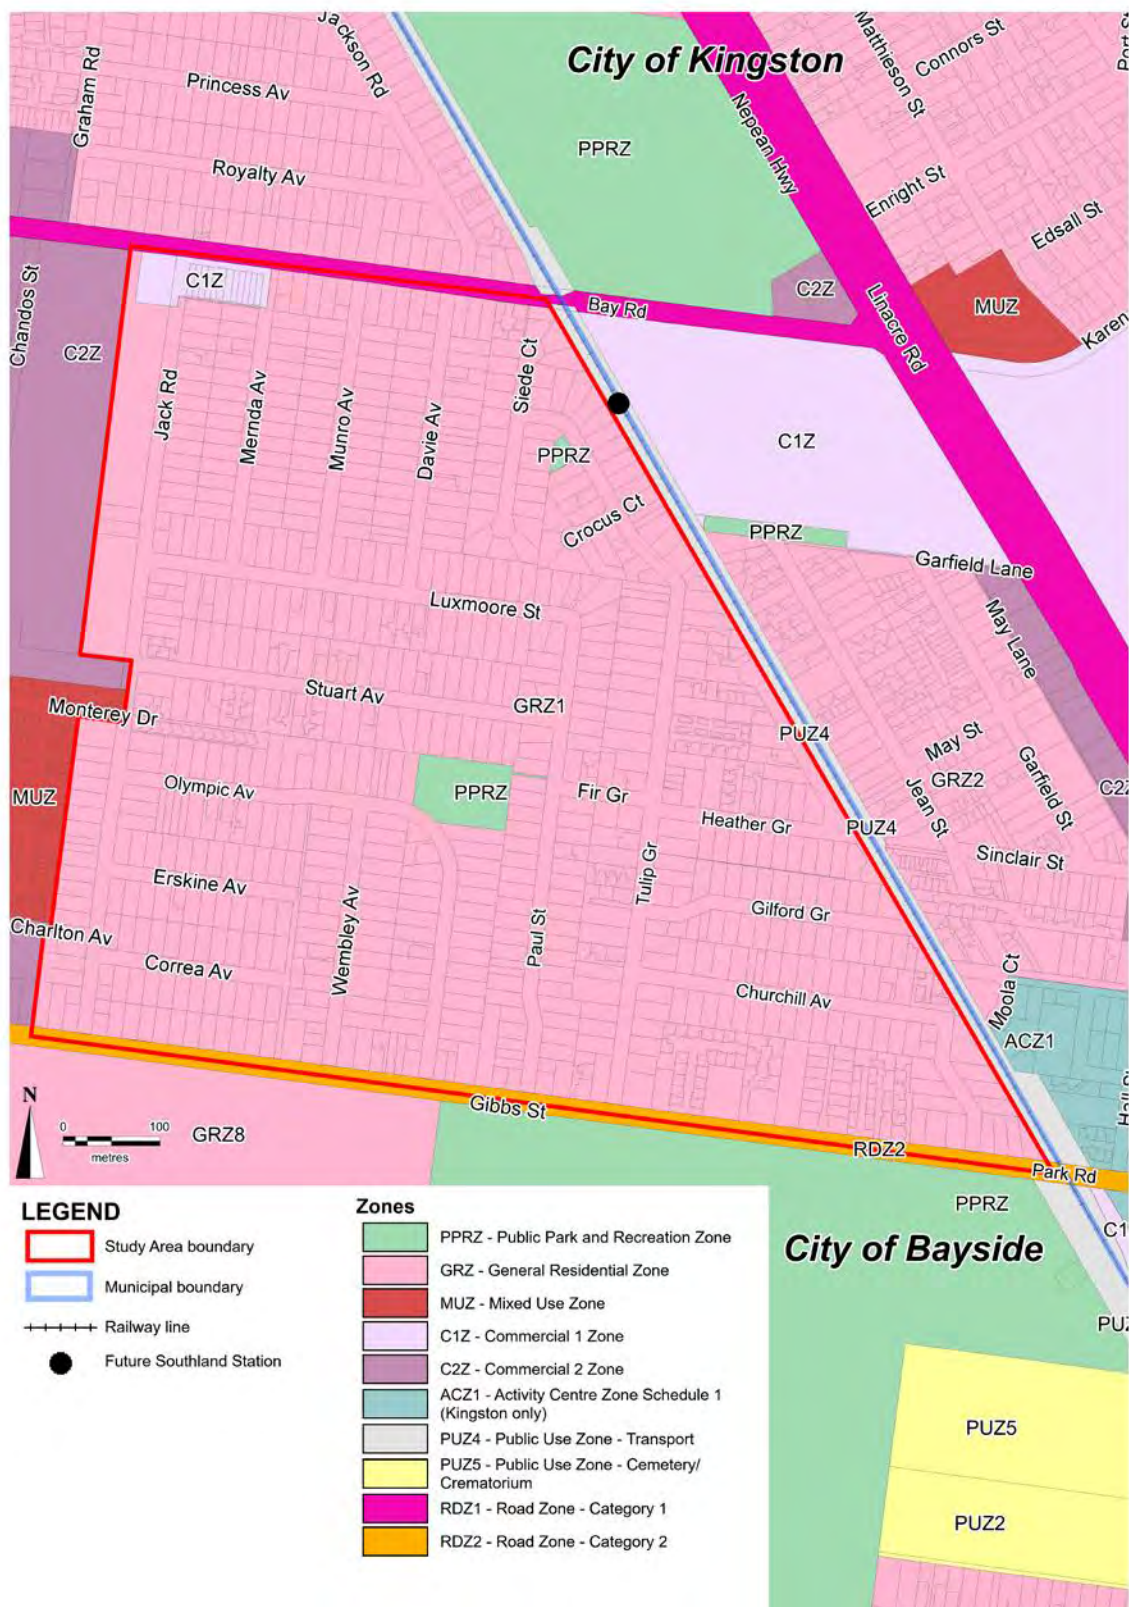 City of Kingston
Jackson Rd
Graham Rd
Princess Av
Royalty Av
PPRZ
Nepean Hwy
Matthieson St
Connors St
Enright St
Edsall St
C2Z
MUZ
Karen
Linacre Rd
Bay Rd
C1Z
Chandos St
C2Z
Jack Rd
Mernda Av
Munro Av
Davie Av
Siede Ct
PPRZ
Crocus Ct
C1Z
PPRZ
Garfield Lane
May Lane
Luxmoore St
Stuart Av
GRZ1
Monterey Dr
PUZ4
May St
GRZ2
Garfield St
C2Z
MUZ
Olympic Av
PPRZ
Fir Gr
Heather Gr
PUZ4
Jean St
Sinclair St
Erskine Av
Wembley Av
Tulip Gr
Gilford Gr
Charlton Av
Correa Av
Paul St
Churchill Av
Moola Ct
ACZ1
Gibbs St
RDZ2
Park Rd
N
0 100
metres
GRZ8
PPRZ
C1
City of Bayside
PUZ5
PUZ2
LEGEND
Study Area boundary
Municipal boundary
Railway line
Future Southland Station
Zones
PPRZ - Public Park and Recreation Zone
GRZ - General Residential Zone
MUZ - Mixed Use Zone
C1Z - Commercial 1 Zone
C2Z - Commercial 2 Zone
ACZ1 - Activity Centre Zone Schedule 1
(Kingston only)
PUZ4 - Public Use Zone - Transport
PUZ5 - Public Use Zone - Cemetery/
Crematorium
RDZ1 - Road Zone - Category 1
RDZ2 - Road Zone - Category 2